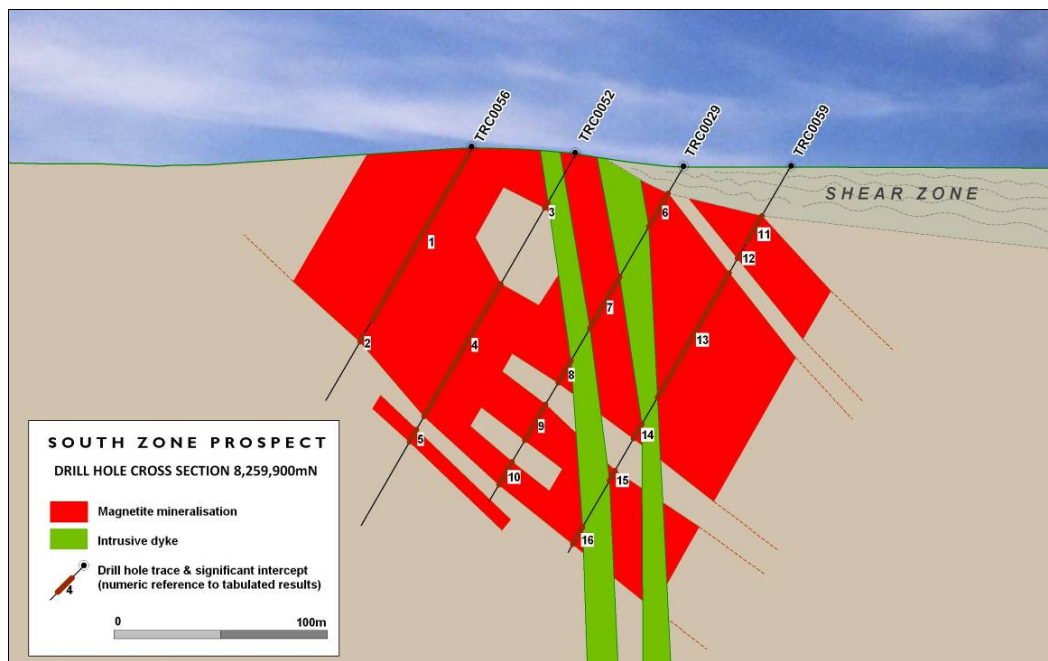 TRC0056
TRC0052
TRC0029
TRC0059
SHEAR ZONE
1
2
3
4
5
6
7
8
9
10
11
12
13
14
15
16
SOUTH ZONE PROSPECT
DRILL HOLE CROSS SECTION 8,259,900mN
Magnetite mineralisation
Intrusive dyke
Drill hole trace & significant intercept
(numeric reference to tabulated results)
4
0 100m